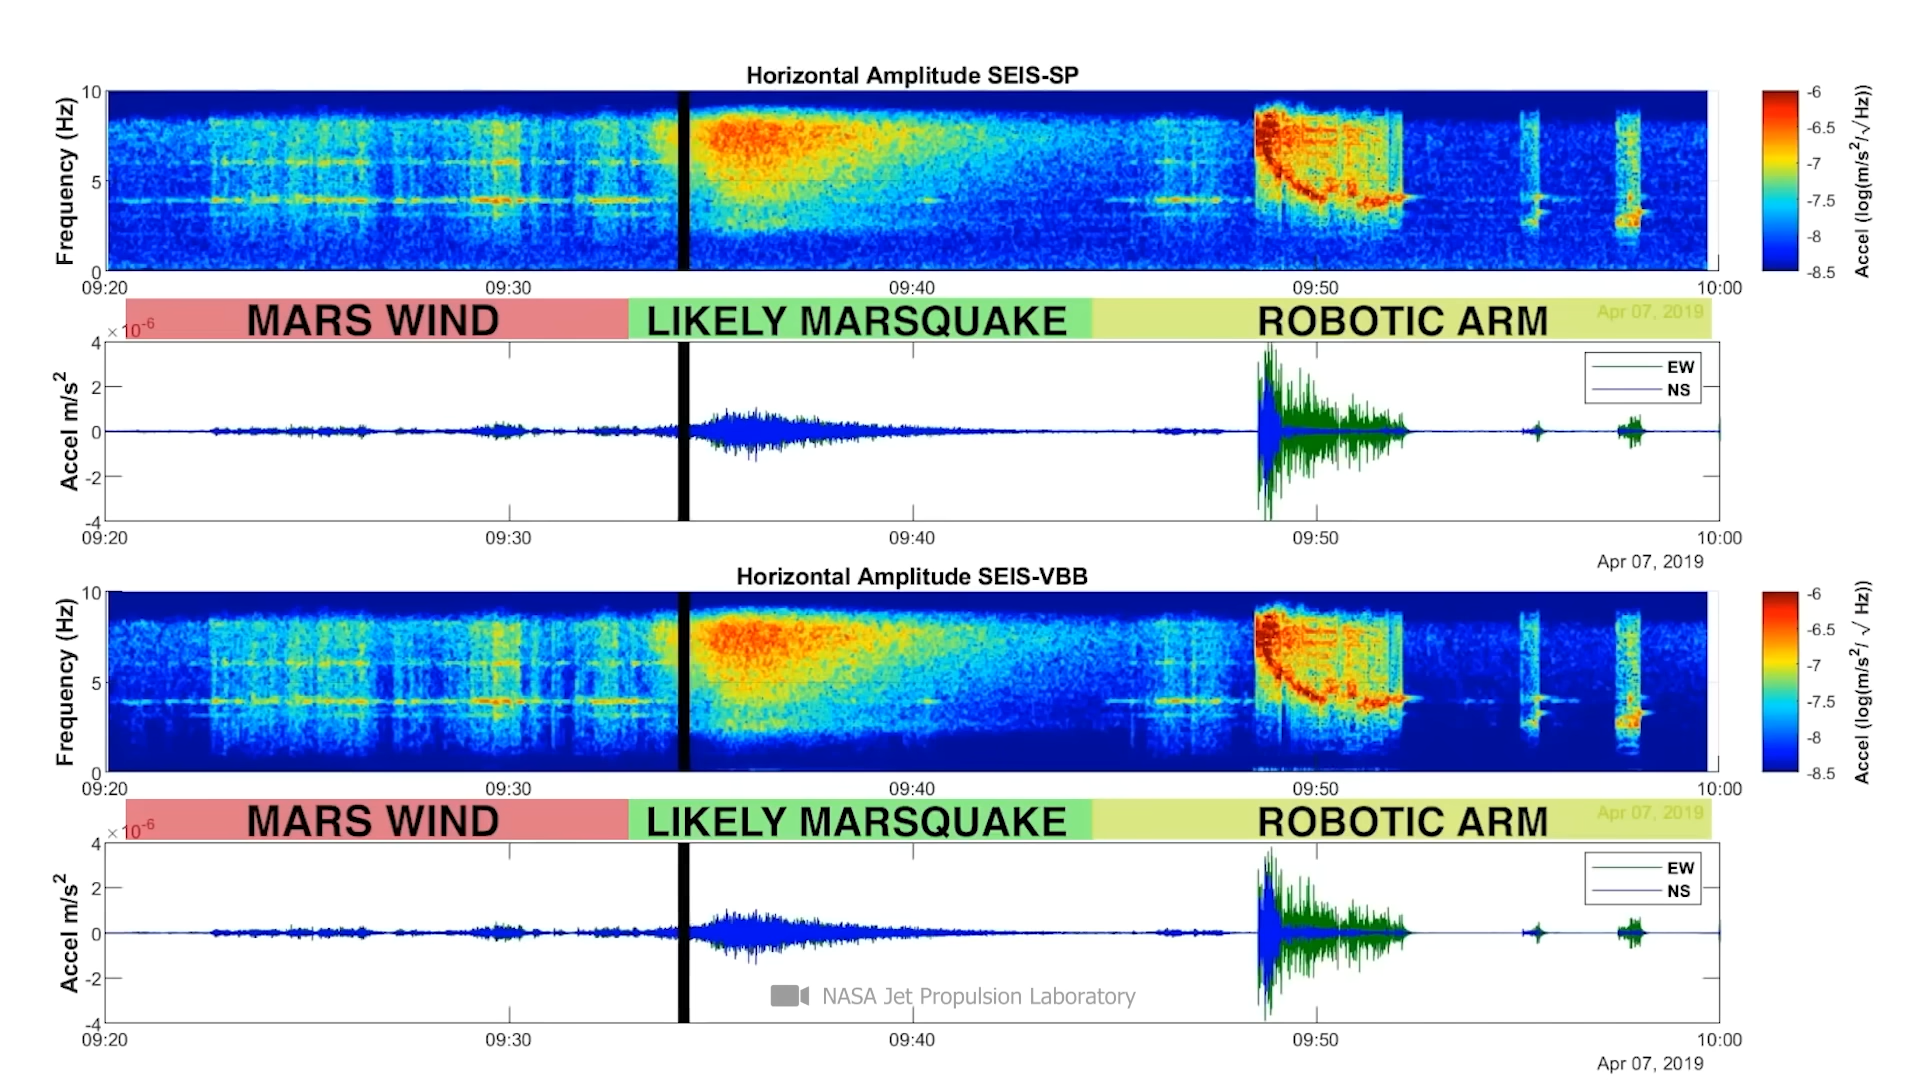 Horizontal Amplitude SEIS-SP
Frequency (Hz)
10
5
0
09:20 09:30 09:40 09:50 10:00
-6
-6.5
-7
-7.5
-8
-8.5
Accel (log(m/s²/√Hz))
Apr 07, 2019
MARS WIND LIKELY MARSQUAKE ROBOTIC ARM
× 10⁻⁶
Accel m/s²
4
2
0
-2
-4
EW
NS
09:20 09:30 09:40 09:50 10:00
Apr 07, 2019
Horizontal Amplitude SEIS-VBB
Frequency (Hz)
10
5
0
09:20 09:30 09:40 09:50 10:00
-6
-6.5
-7
-7.5
-8
-8.5
Accel (log(m/s²/ √ Hz))
Apr 07, 2019
MARS WIND LIKELY MARSQUAKE ROBOTIC ARM
× 10⁻⁶
Accel m/s²
4
2
0
-2
-4
EW
NS
NASA Jet Propulsion Laboratory
09:20 09:30 09:40 09:50 10:00
Apr 07, 2019